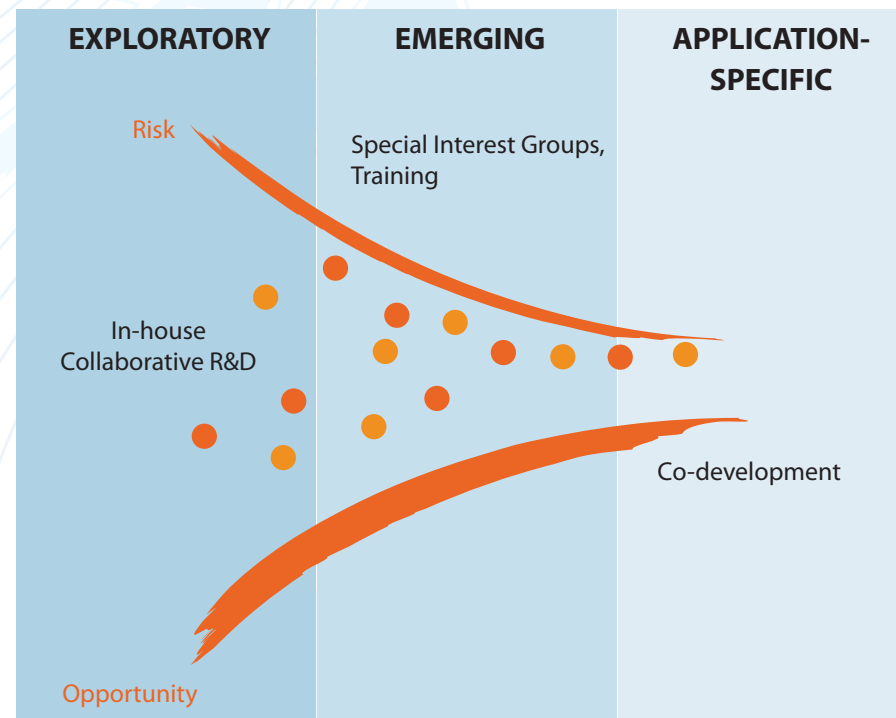 EXPLORATORY
EMERGING
APPLICATION-
SPECIFIC
Risk
Special Interest Groups,
Training
In-house
Collaborative R&D
Co-development
Opportunity